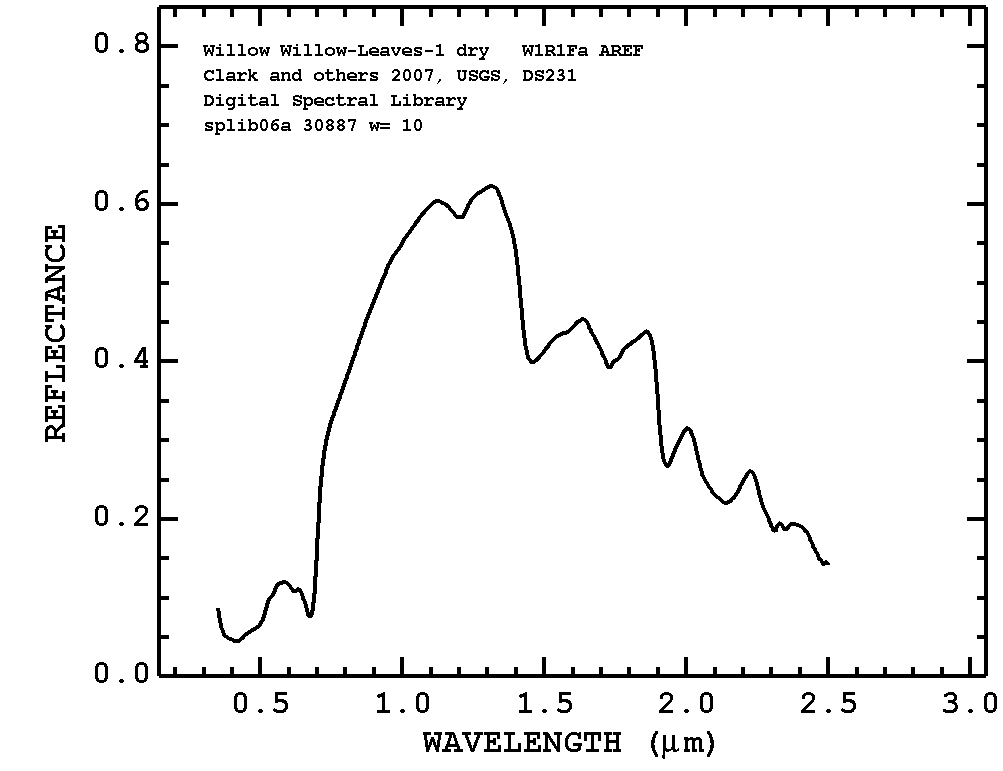 Willow Willow-Leaves-1 dry W1R1Fa AREF
Clark and others 2007, USGS, DS231
Digital Spectral Library
splib06a 30887 w= 10
REFLECTANCE
0.8
0.6
0.4
0.2
0.0
0.5 1.0 1.5 2.0 2.5 3.0
WAVELENGTH (μm)